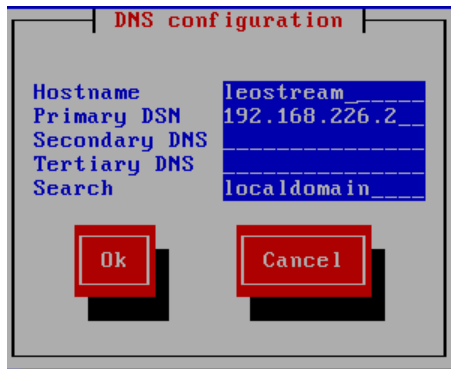 DNS configuration
Hostname leostream_____
Primary DSN 192.168.226.2__
Secondary DNS _______________
Tertiary DNS _______________
Search localdomain____
Ok Cancel